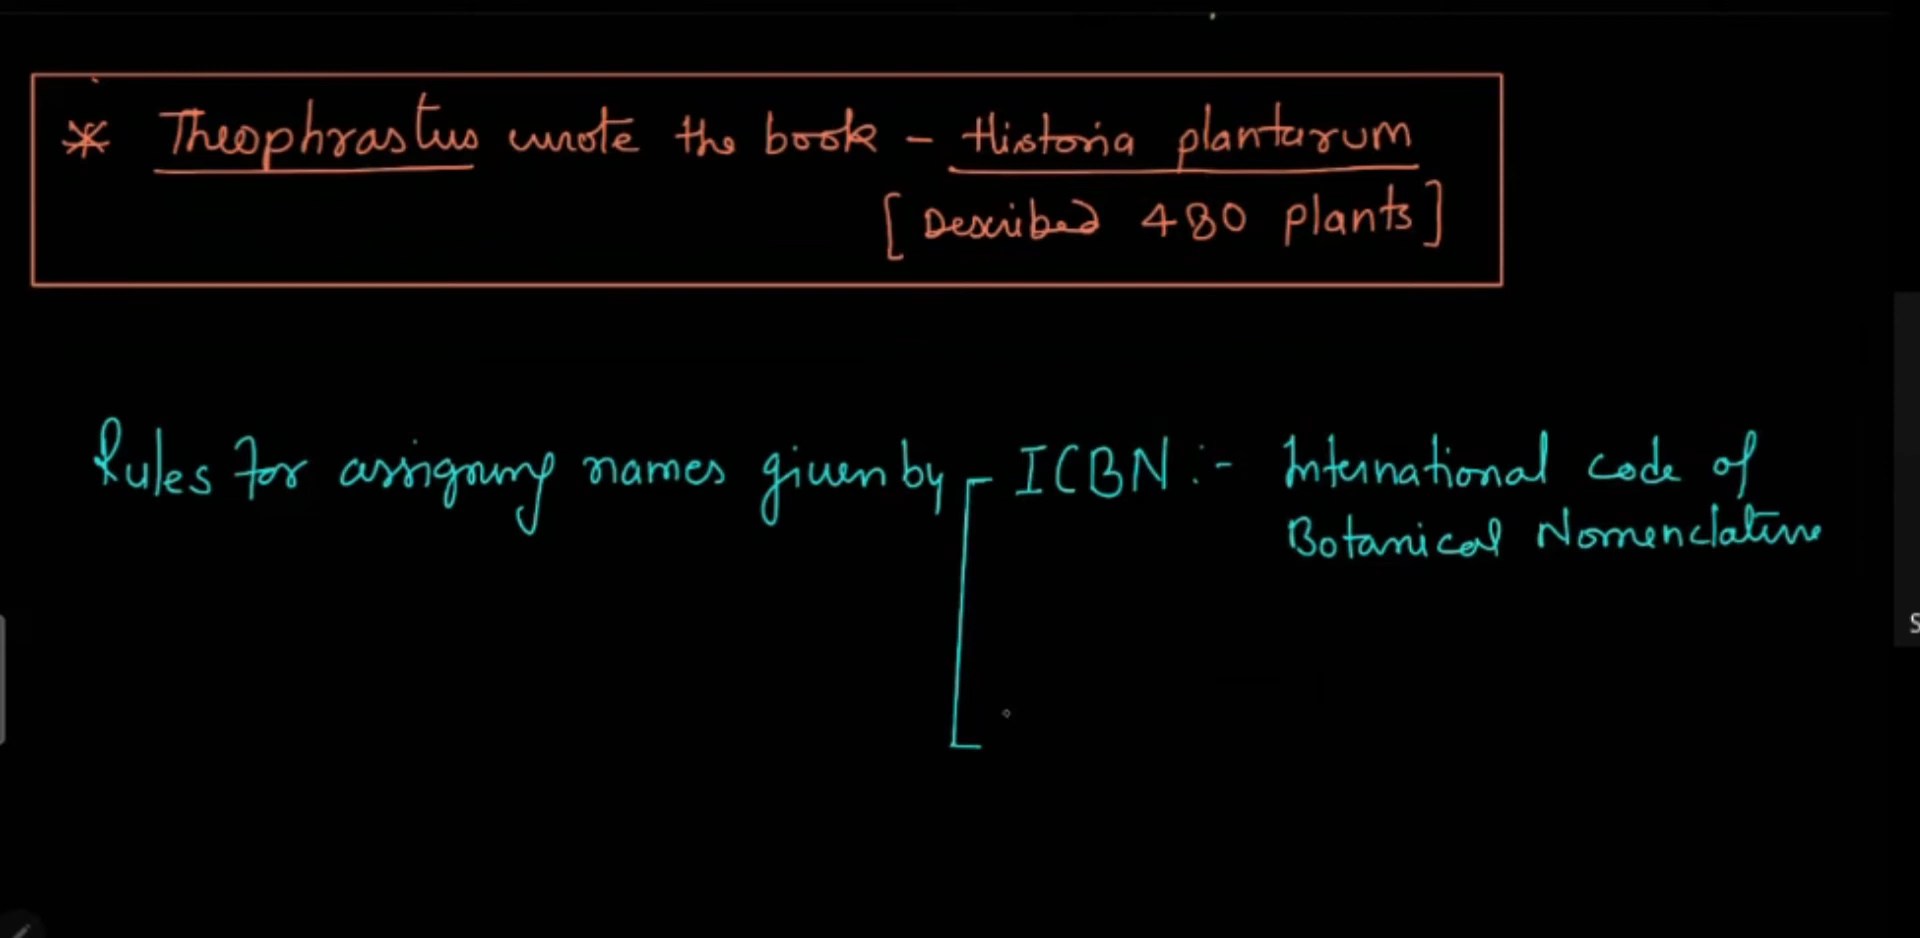 * Theophrastus wrote the book - Historia plantarum
[Described 480 plants]
Rules for assigning names given by - ICBN :- International code of
Botanical Nomenclature
S